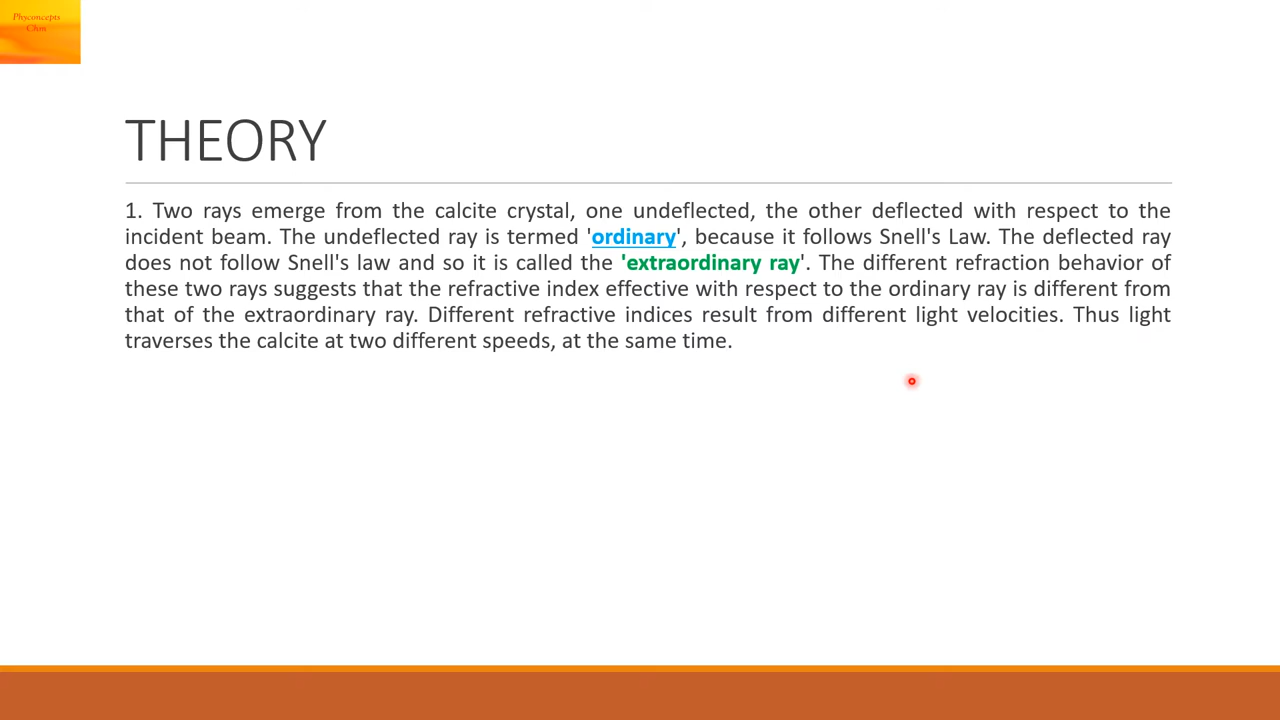 Phyconcepts
Chm
THEORY
1. Two rays emerge from the calcite crystal, one undeflected, the other deflected with respect to the
incident beam. The undeflected ray is termed 'ordinary', because it follows Snell's Law. The deflected ray
does not follow Snell's law and so it is called the 'extraordinary ray'. The different refraction behavior of
these two rays suggests that the refractive index effective with respect to the ordinary ray is different from
that of the extraordinary ray. Different refractive indices result from different light velocities. Thus light
traverses the calcite at two different speeds, at the same time.